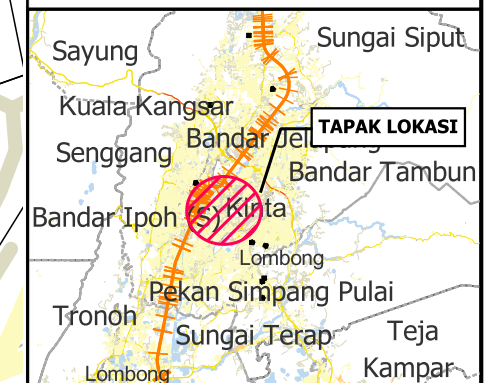 Sungai Siput
Sayung
Kuala Kangsar
TAPAK LOKASI
Bandar Jelapang
Senggang
Bandar Tambun
Bandar Ipoh (S)
Kinta
Lombong
Pekan Simpang Pulai
Tronoh
Sungai Terap
Teja
Kampar
Lombong